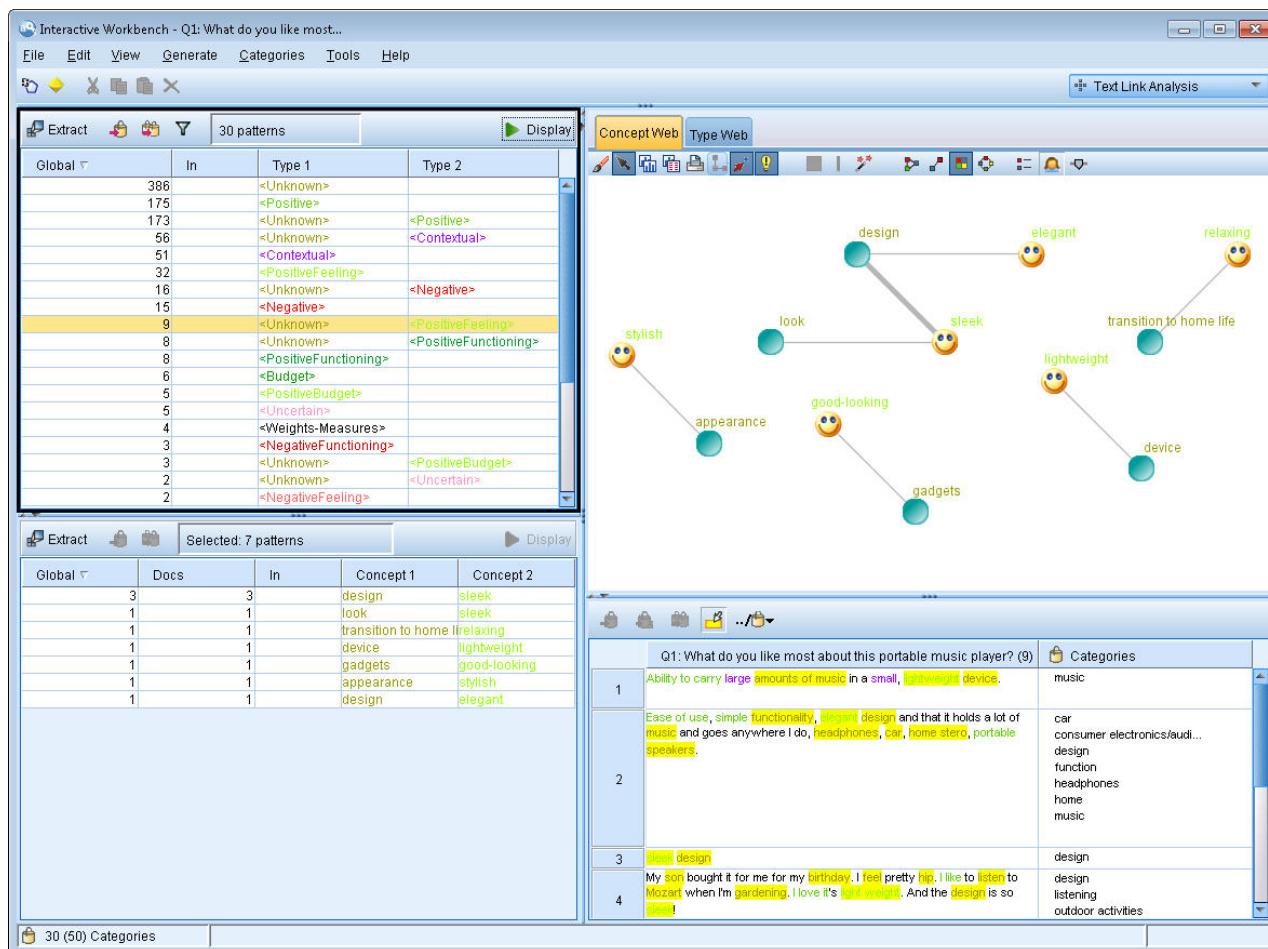 Interactive Workbench - Q1: What do you like most...
File Edit View Generate Categories Tools Help
Text Link Analysis
Extract 30 patterns Display
Global In Type 1 Type 2
386 <Unknown>
175 <Positive>
173 <Unknown> <Positive>
56 <Unknown> <Contextual>
51 <Contextual>
32 <PositiveFeeling>
16 <Unknown> <Negative>
15 <Negative>
9 <Unknown> <PositiveFeeling>
8 <Unknown> <PositiveFunctioning>
8 <PositiveFunctioning>
6 <Budget>
5 <PositiveBudget>
5 <Uncertain>
4 <Weights-Measures>
3 <NegativeFunctioning>
3 <Unknown> <PositiveBudget>
2 <Unknown> <Uncertain>
2 <NegativeFeeling>
Extract Selected: 7 patterns Display
Global Docs In Concept 1 Concept 2
3 3 design sleek
1 1 look sleek
1 1 transition to home li relaxing
1 1 device lightweight
1 1 gadgets good-looking
1 1 appearance stylish
1 1 design elegant
Concept Web Type Web
design elegant relaxing
look sleek transition to home life
stylish lightweight
good-looking
appearance
device
gadgets
../
Q1: What do you like most about this portable music player? (9) Categories
1 Ability to carry large amounts of music in a small, lightweight device. music
2 Ease of use, simple functionality, elegant design and that it holds a lot of
music and goes anywhere I do, headphones, car, home stero, portable
speakers.
car
consumer electronics/audi...
design
function
headphones
home
music
3 sleek design design
4 My son bought it for me for my birthday. I feel pretty hip. I like to listen to
Mozart when I'm gardening. I love it's light weight. And the design is so
sleek!
design
listening
outdoor activities
30 (50) Categories